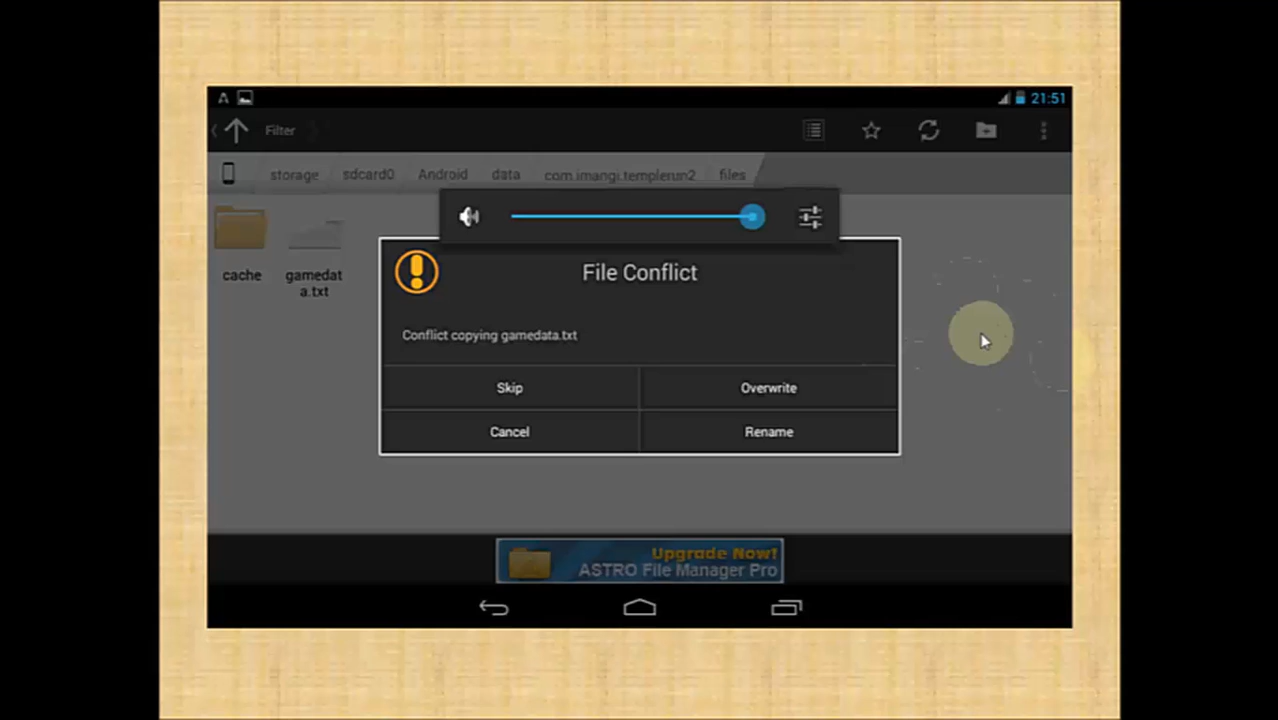 21:51
Filter
storage sdcard0 Android data com.imangi.templerun2 files
cache
gamedat
a.txt
File Conflict
Conflict copying gamedata.txt
Skip Overwrite
Cancel Rename
Upgrade Now!
ASTRO File Manager Pro